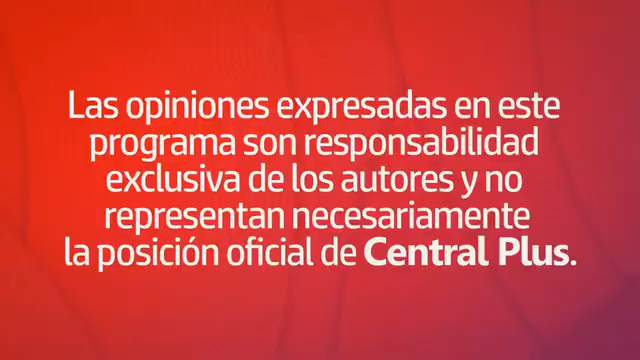 Las opiniones expresadas en este
programa son responsabilidad
exclusiva de los autores y no
representan necesariamente
la posición oficial de Central Plus.